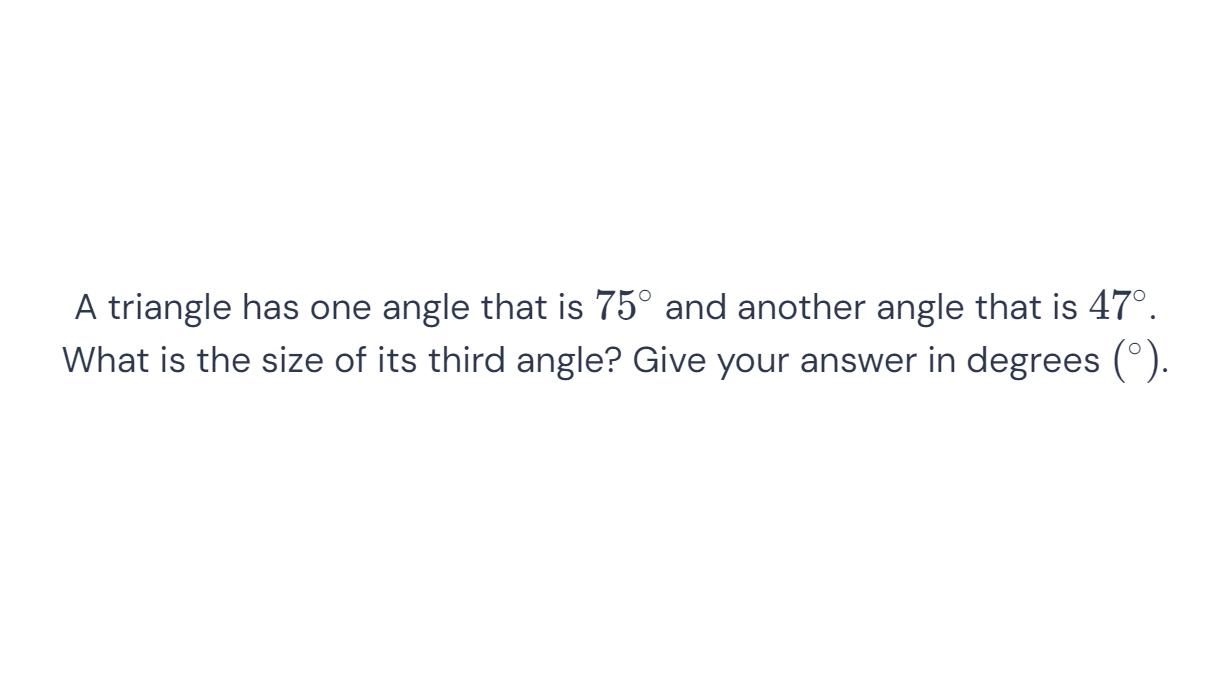 A triangle has one angle that is 75° and another angle that is 47°.
What is the size of its third angle? Give your answer in degrees (°).